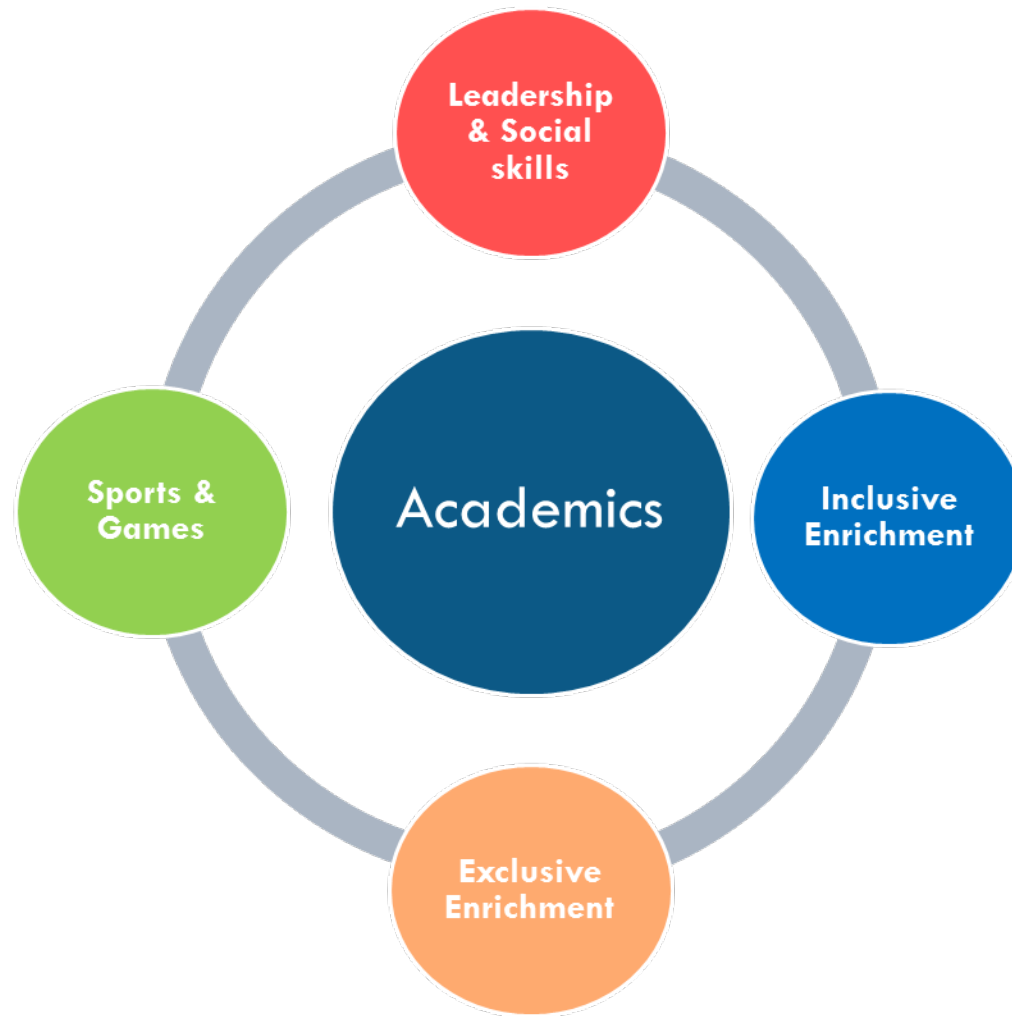 Leadership
& Social
skills
Sports &
Games
Academics
Inclusive
Enrichment
Exclusive
Enrichment